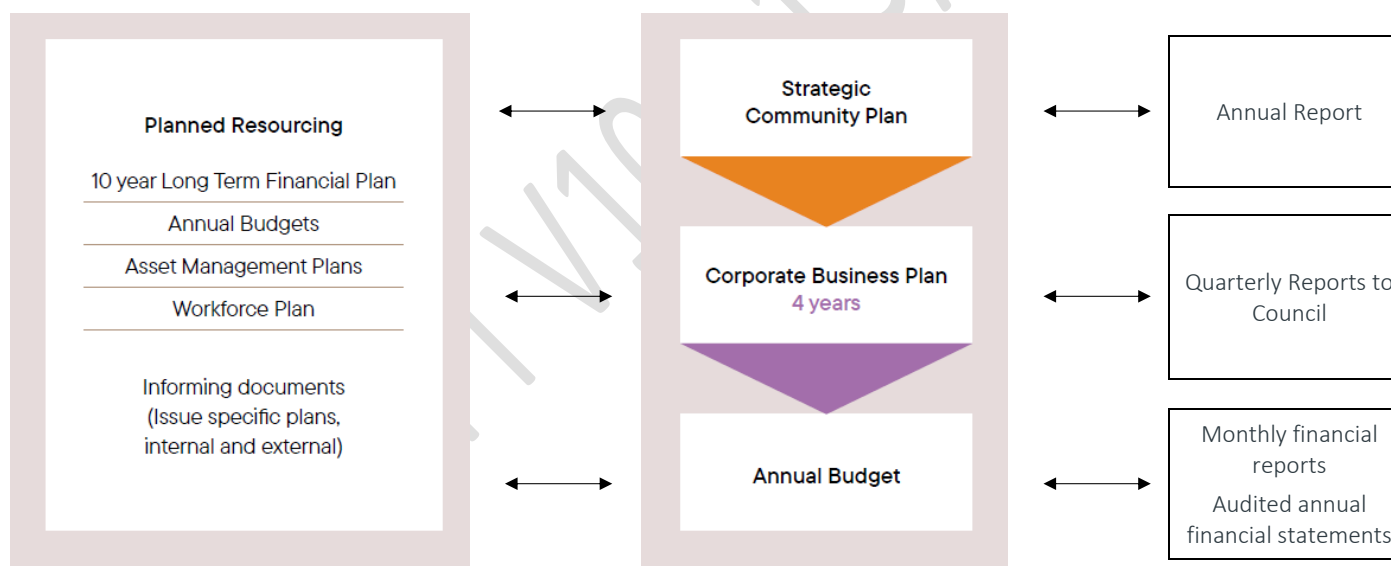 Planned Resourcing
10 year Long Term Financial Plan
Annual Budgets
Asset Management Plans
Workforce Plan
Informing documents
(Issue specific plans,
internal and external)
Strategic
Community Plan
Corporate Business Plan
4 years
Annual Budget
Annual Report
Quarterly Reports to
Council
Monthly financial
reports
Audited annual
financial statements